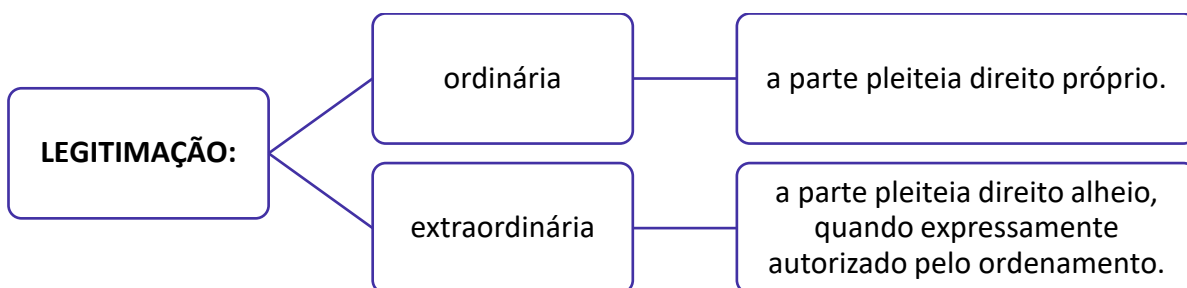 LEGITIMAÇÃO:
ordinária
a parte pleiteia direito próprio.
extraordinária
a parte pleiteia direito alheio,
quando expressamente
autorizado pelo ordenamento.